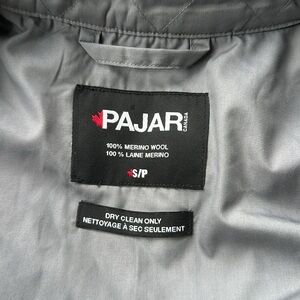 PAJAR
CANADA
100% MERINO WOOL
100 % LAINE MERINO
S/P
DRY CLEAN ONLY
NETTOYAGE À SEC SEULEMENT